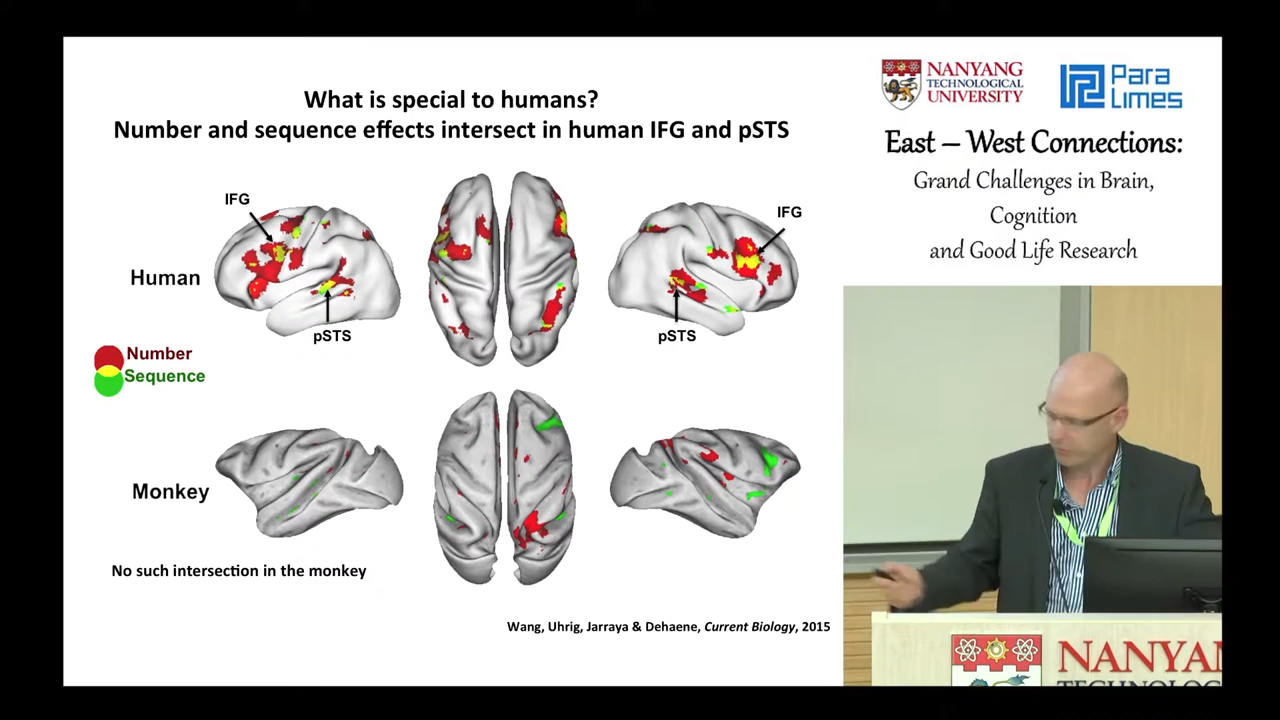 What is special to humans?
Number and sequence effects intersect in human IFG and pSTS
IFG
IFG
Human
pSTS
pSTS
Number
Sequence
Monkey
No such intersection in the monkey
Wang, Uhrig, Jarraya & Dehaene, Current Biology, 2015
NANYANG
TECHNOLOGICAL
UNIVERSITY
Para
Limes
East – West Connections:
Grand Challenges in Brain,
Cognition
and Good Life Research
NANYA